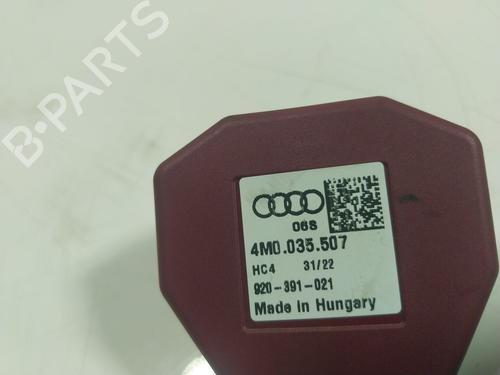 B-PARTS
06S
4M0.035.507
HC4 31/22
920-391-021
Made in Hungary